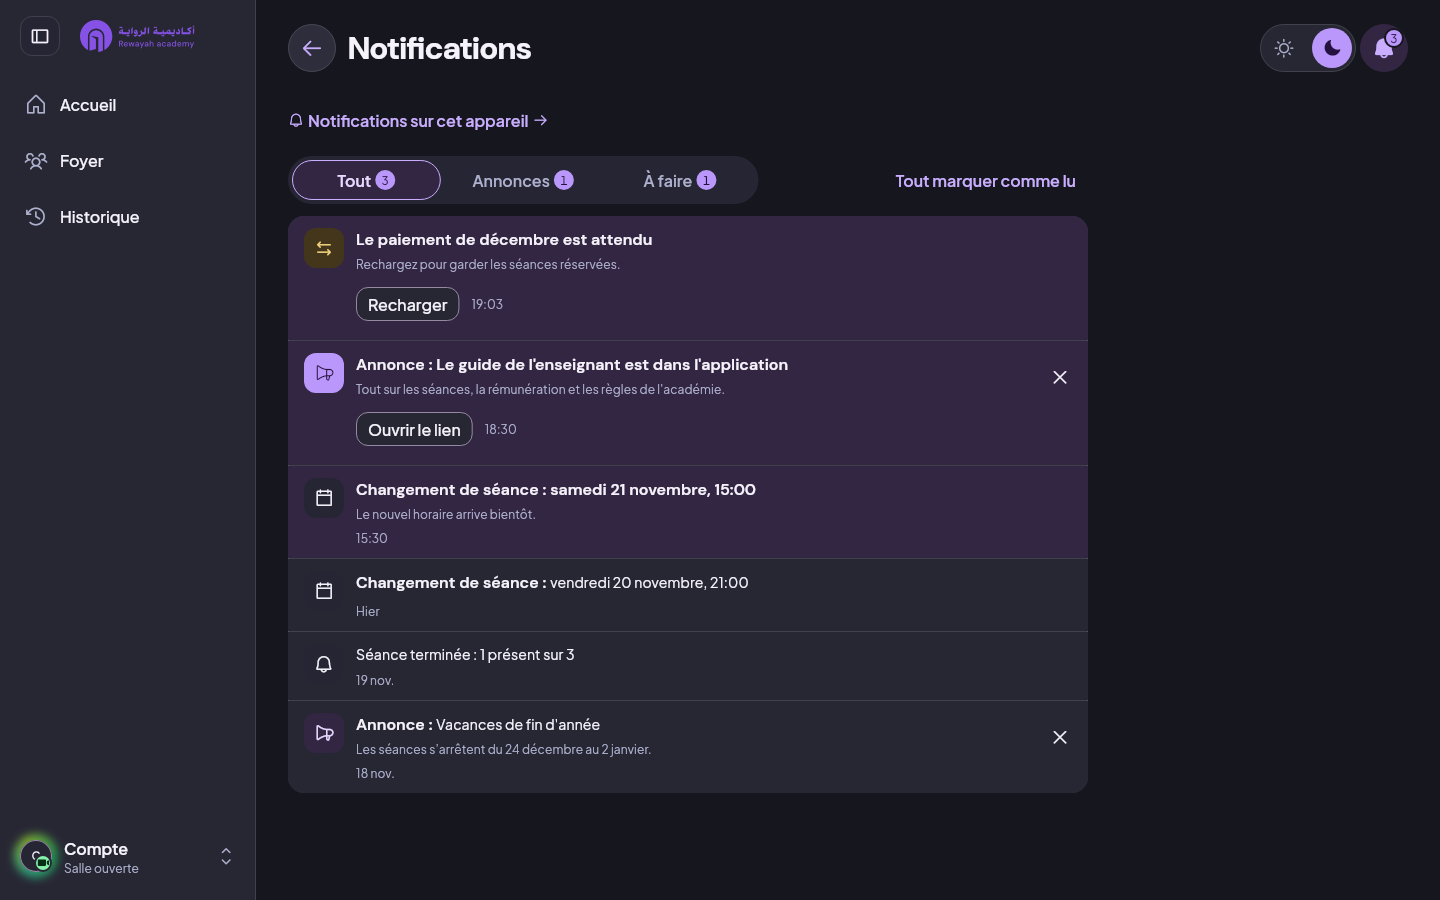 أكاديمية الرواية
Rewayah academy
Accueil
Foyer
Historique
Compte
Salle ouverte
Notifications
3
Notifications sur cet appareil →
Tout 3
Annonces 1
À faire 1
Tout marquer comme lu
Le paiement de décembre est attendu
Rechargez pour garder les séances réservées.
Recharger 19:03
Annonce : Le guide de l'enseignant est dans l'application
Tout sur les séances, la rémunération et les règles de l'académie.
Ouvrir le lien 18:30
Changement de séance : samedi 21 novembre, 15:00
Le nouvel horaire arrive bientôt.
15:30
Changement de séance : vendredi 20 novembre, 21:00
Hier
Séance terminée : 1 présent sur 3
19 nov.
Annonce : Vacances de fin d'année
Les séances s'arrêtent du 24 décembre au 2 janvier.
18 nov.